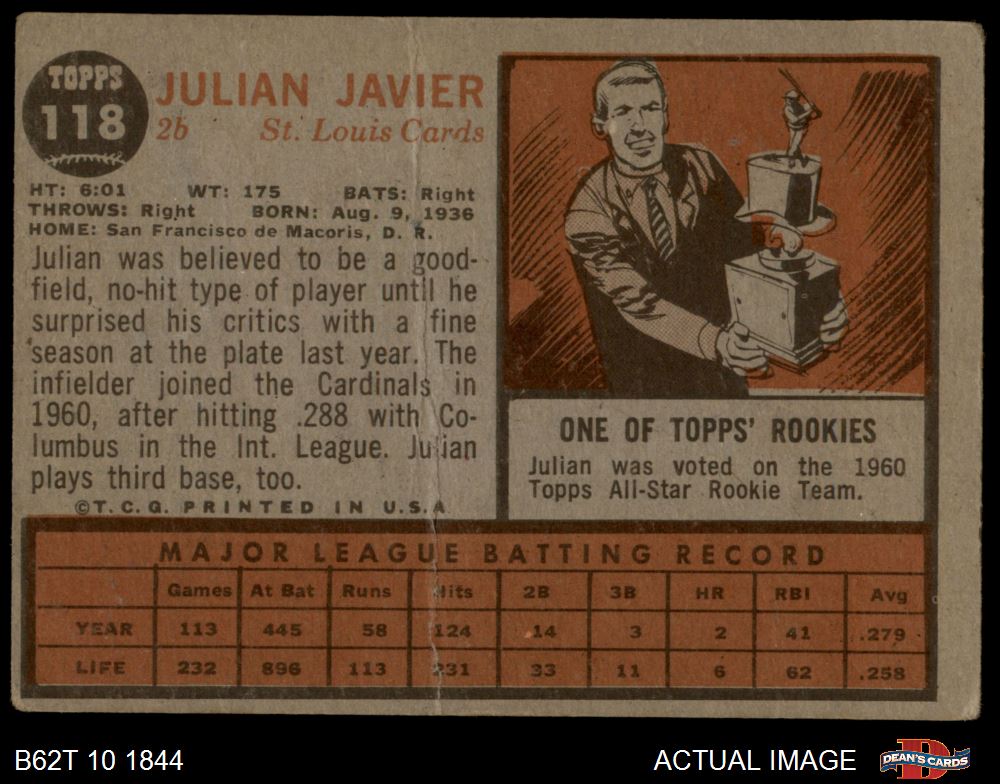 TOPPS
118
JULIAN JAVIER
2b St. Louis Cards
HT: 6:01 WT: 175 BATS: Right
THROWS: Right BORN: Aug. 9, 1936
HOME: San Francisco de Macoris, D. R.
Julian was believed to be a good-
field, no-hit type of player until he
surprised his critics with a fine
season at the plate last year. The
infielder joined the Cardinals in
1960, after hitting .288 with Co-
lumbus in the Int. League. Julian
plays third base, too.
©T. C. G. PRINTED IN U.S.A
ONE OF TOPPS' ROOKIES
Julian was voted on the 1960
Topps All-Star Rookie Team.
MAJOR LEAGUE BATTING RECORD
Games At Bat Runs Hits 2B 3B HR RBI Avg
YEAR 113 445 58 124 14 3 2 41 .279
LIFE 232 896 113 231 33 11 6 62 .258
B62T 10 1844 ACTUAL IMAGE DEAN'S CARDS